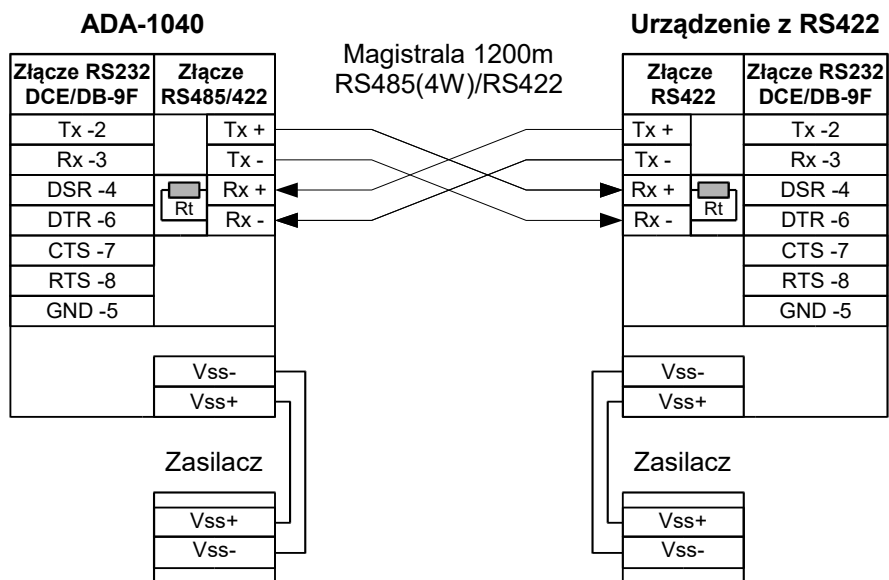 ADA-1040
Urządzenie z RS422
Magistrala 1200m
RS485(4W)/RS422
Złącze RS232
DCE/DB-9F
Złącze
RS485/422
Tx -2
Tx +
Rx -3
Tx -
DSR -4
Rx +
Rt
DTR -6
Rx -
CTS -7
RTS -8
GND -5
Vss-
Vss+
Zasilacz
Vss+
Vss-
Złącze
RS422
Złącze RS232
DCE/DB-9F
Tx +
Tx -2
Tx -
Rx -3
Rx +
DSR -4
Rt
Rx -
DTR -6
CTS -7
RTS -8
GND -5
Vss-
Vss+
Zasilacz
Vss+
Vss-